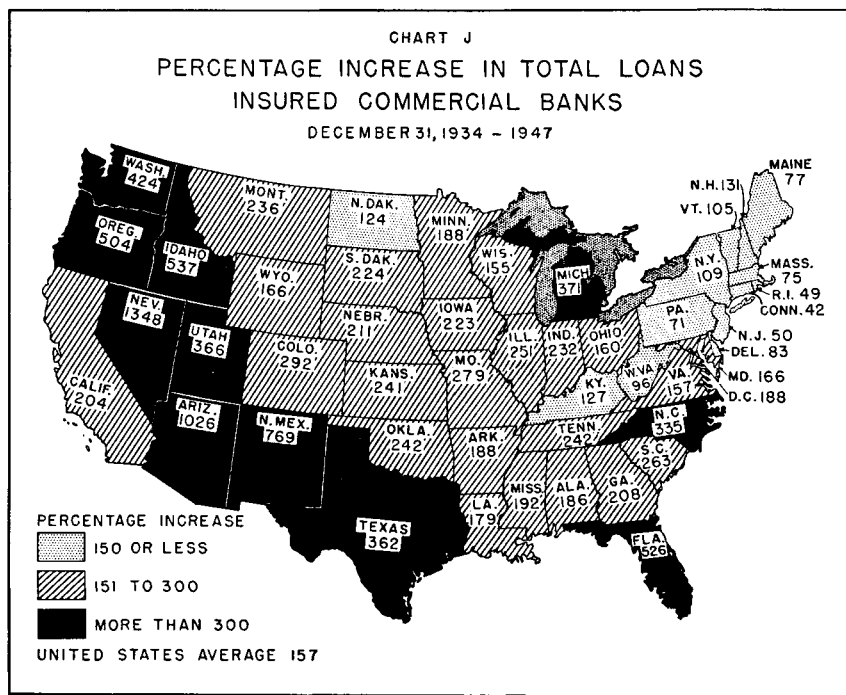 CHART J
PERCENTAGE INCREASE IN TOTAL LOANS
INSURED COMMERCIAL BANKS
DECEMBER 31, 1934 – 1947
WASH.
424
OREG.
504
IDAHO
537
MONT.
236
N.DAK.
124
MINN.
188
WIS.
155
MICH
371
N.H. 131
VT. 105
MAINE
77
N.Y.
109
MASS.
75
R.I. 49
CONN. 42
PA.
71
N.J. 50
DEL. 83
MD. 166
D.C. 188
S.DAK.
224
WYO.
166
NEV.
1348
UTAH
366
COLO.
292
NEBR.
211
IOWA
223
ILL.
251
IND.
232
OHIO
160
W.VA.
96
VA.
157
KY.
127
KANS.
241
MO.
279
CALIF.
204
ARIZ.
1026
N.MEX.
769
OKLA.
242
ARK.
188
TENN.
242
N.C.
335
S.C.
263
TEXAS
362
LA.
179
MISS.
192
ALA.
186
GA.
208
FLA.
526
PERCENTAGE INCREASE
150 OR LESS
151 TO 300
MORE THAN 300
UNITED STATES AVERAGE 157